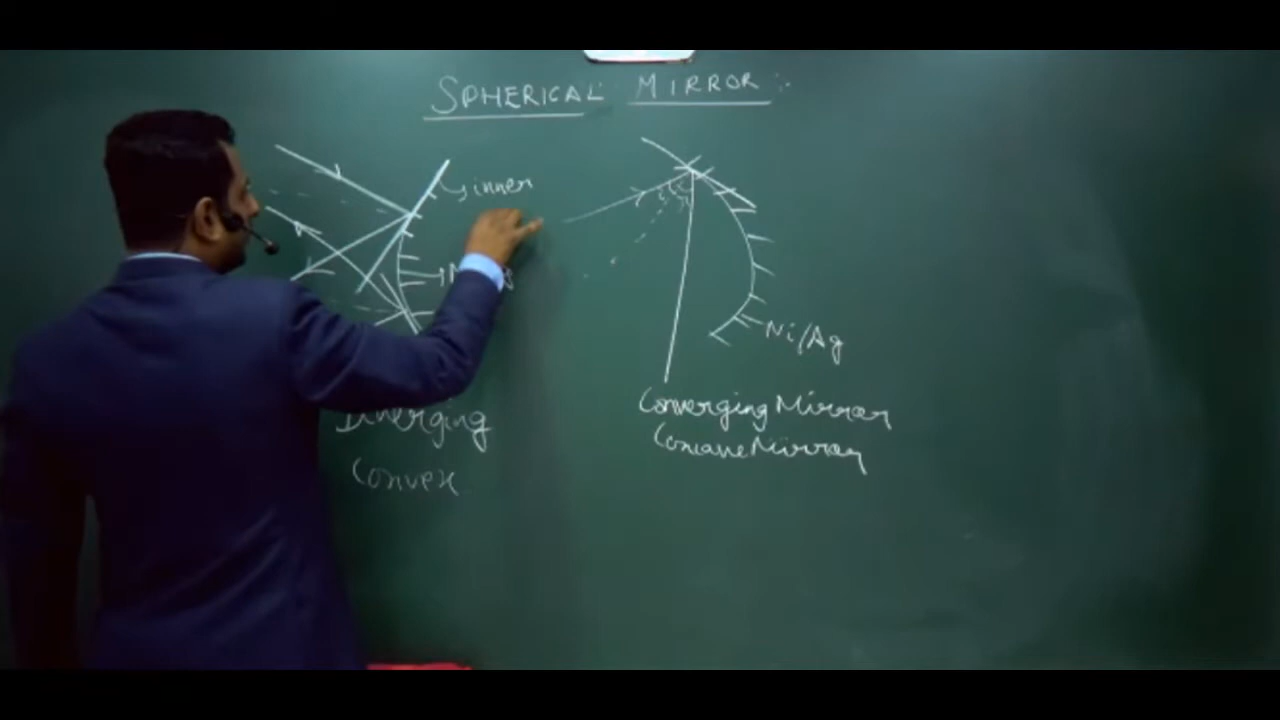 SPHERICAL MIRROR :-
inner
Ni/Ag
Converging Mirror
Concave Mirror
Diverging
Convex